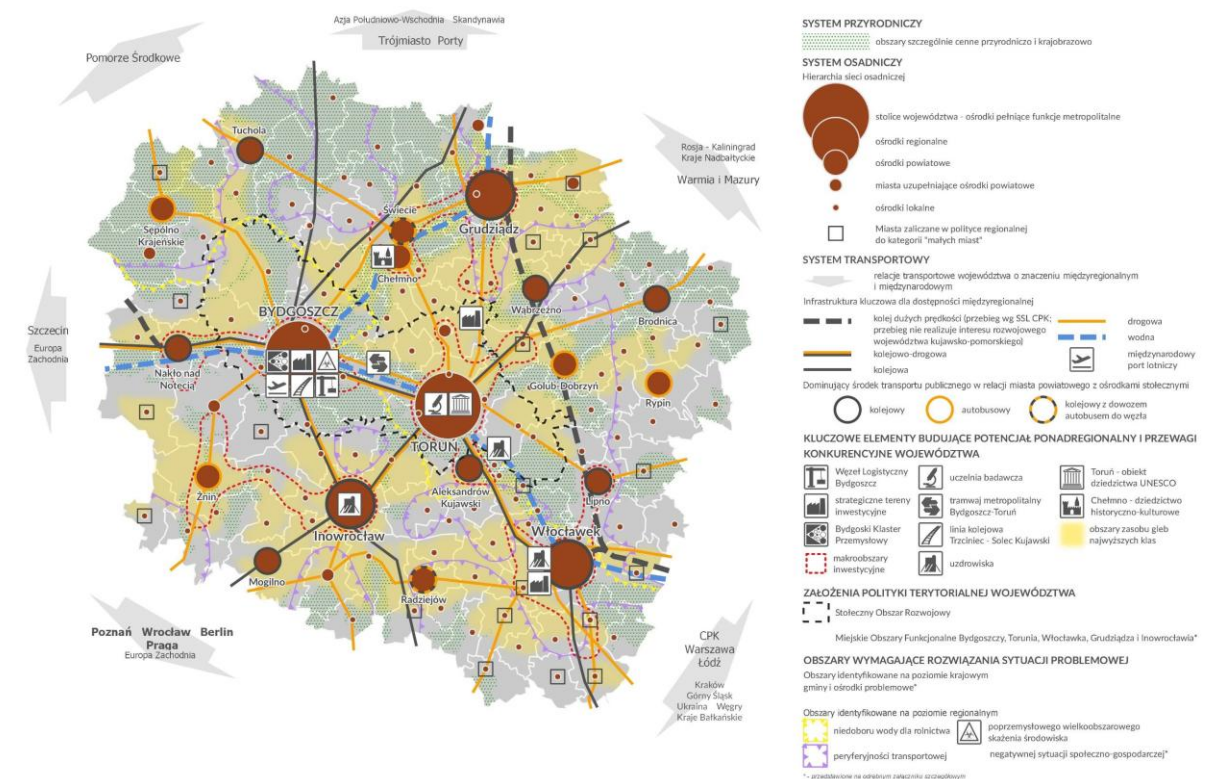 Azja Południowo-Wschodnia Skandynawia
Trójmiasto Porty
Pomorze Środkowe
Rosja - Kaliningrad
Kraje Nadbałtyckie
Warmia i Mazury
Szczecin
Europa
Zachodnia
Poznań Wrocław Berlin
Praga
Europa Zachodnia
CPK
Warszawa
Łódź
Kraków
Górny Śląsk
Ukraina Węgry
Kraje Bałkańskie
Tuchola
Sępólno
Krajeńskie
Świecie
Grudziądz
Chełmno
BYDGOSZCZ
Wąbrzeźno
Brodnica
Nakło nad
Notecią
Golub-Dobrzyń
Rypin
TORUŃ
Żnin
Aleksandrów
Kujawski
Lipno
Inowrocław
Włocławek
Mogilno
Radziejów
SYSTEM PRZYRODNICZY
obszary szczególnie cenne przyrodniczo i krajobrazowo
SYSTEM OSADNICZY
Hierarchia sieci osadniczej
stolice województwa - ośrodki pełniące funkcje metropolitalne
ośrodki regionalne
ośrodki powiatowe
miasta uzupełniające ośrodki powiatowe
ośrodki lokalne
Miasta zaliczane w polityce regionalnej
do kategorii "małych miast"
SYSTEM TRANSPORTOWY
relacje transportowe województwa o znaczeniu międzyregionalnym
i międzynarodowym
Infrastruktura kluczowa dla dostępności międzyregionalnej
kolej dużych prędkości (przebieg wg SSL CPK;
przebieg nie realizuje interesu rozwojowego
województwa kujawsko-pomorskiego)
kolejowo-drogowa
kolejowa
drogowa
wodna
międzynarodowy
port lotniczy
Dominujący środek transportu publicznego w relacji miasta powiatowego z ośrodkami stołecznymi
kolejowy
autobusowy
kolejowy z dowozem
autobusem do węzła
KLUCZOWE ELEMENTY BUDUJĄCE POTENCJAŁ PONADREGIONALNY I PRZEWAGI
KONKURENCYJNE WOJEWÓDZTWA
Węzeł Logistyczny
Bydgoszcz
uczelnia badawcza
Toruń - obiekt
dziedzictwa UNESCO
strategiczne tereny
inwestycyjne
tramwaj metropolitalny
Bydgoszcz-Toruń
Chełmno - dziedzictwo
historyczno-kulturowe
Bydgoski Klaster
Przemysłowy
linia kolejowa
Trzciniec - Solec Kujawski
obszary zasobu gleb
najwyższych klas
makroobszary
inwestycyjne
uzdrowiska
ZAŁOŻENIA POLITYKI TERYTORIALNEJ WOJEWÓDZTWA
Stołeczny Obszar Rozwojowy
Miejskie Obszary Funkcjonalne Bydgoszczy, Torunia, Włocławka, Grudziądza i Inowrocławia*
OBSZARY WYMAGAJĄCE ROZWIĄZANIA SYTUACJI PROBLEMOWEJ
Obszary identyfikowane na poziomie krajowym
gminy i ośrodki problemowe*
Obszary identyfikowane na poziomie regionalnym
niedoboru wody dla rolnictwa
poprzemysłowego wielkoobszarowego
skażenia środowiska
peryferyjności transportowej
negatywnej sytuacji społeczno-gospodarczej*
* - przedstawione na odrębnym załączniku szczegółowym